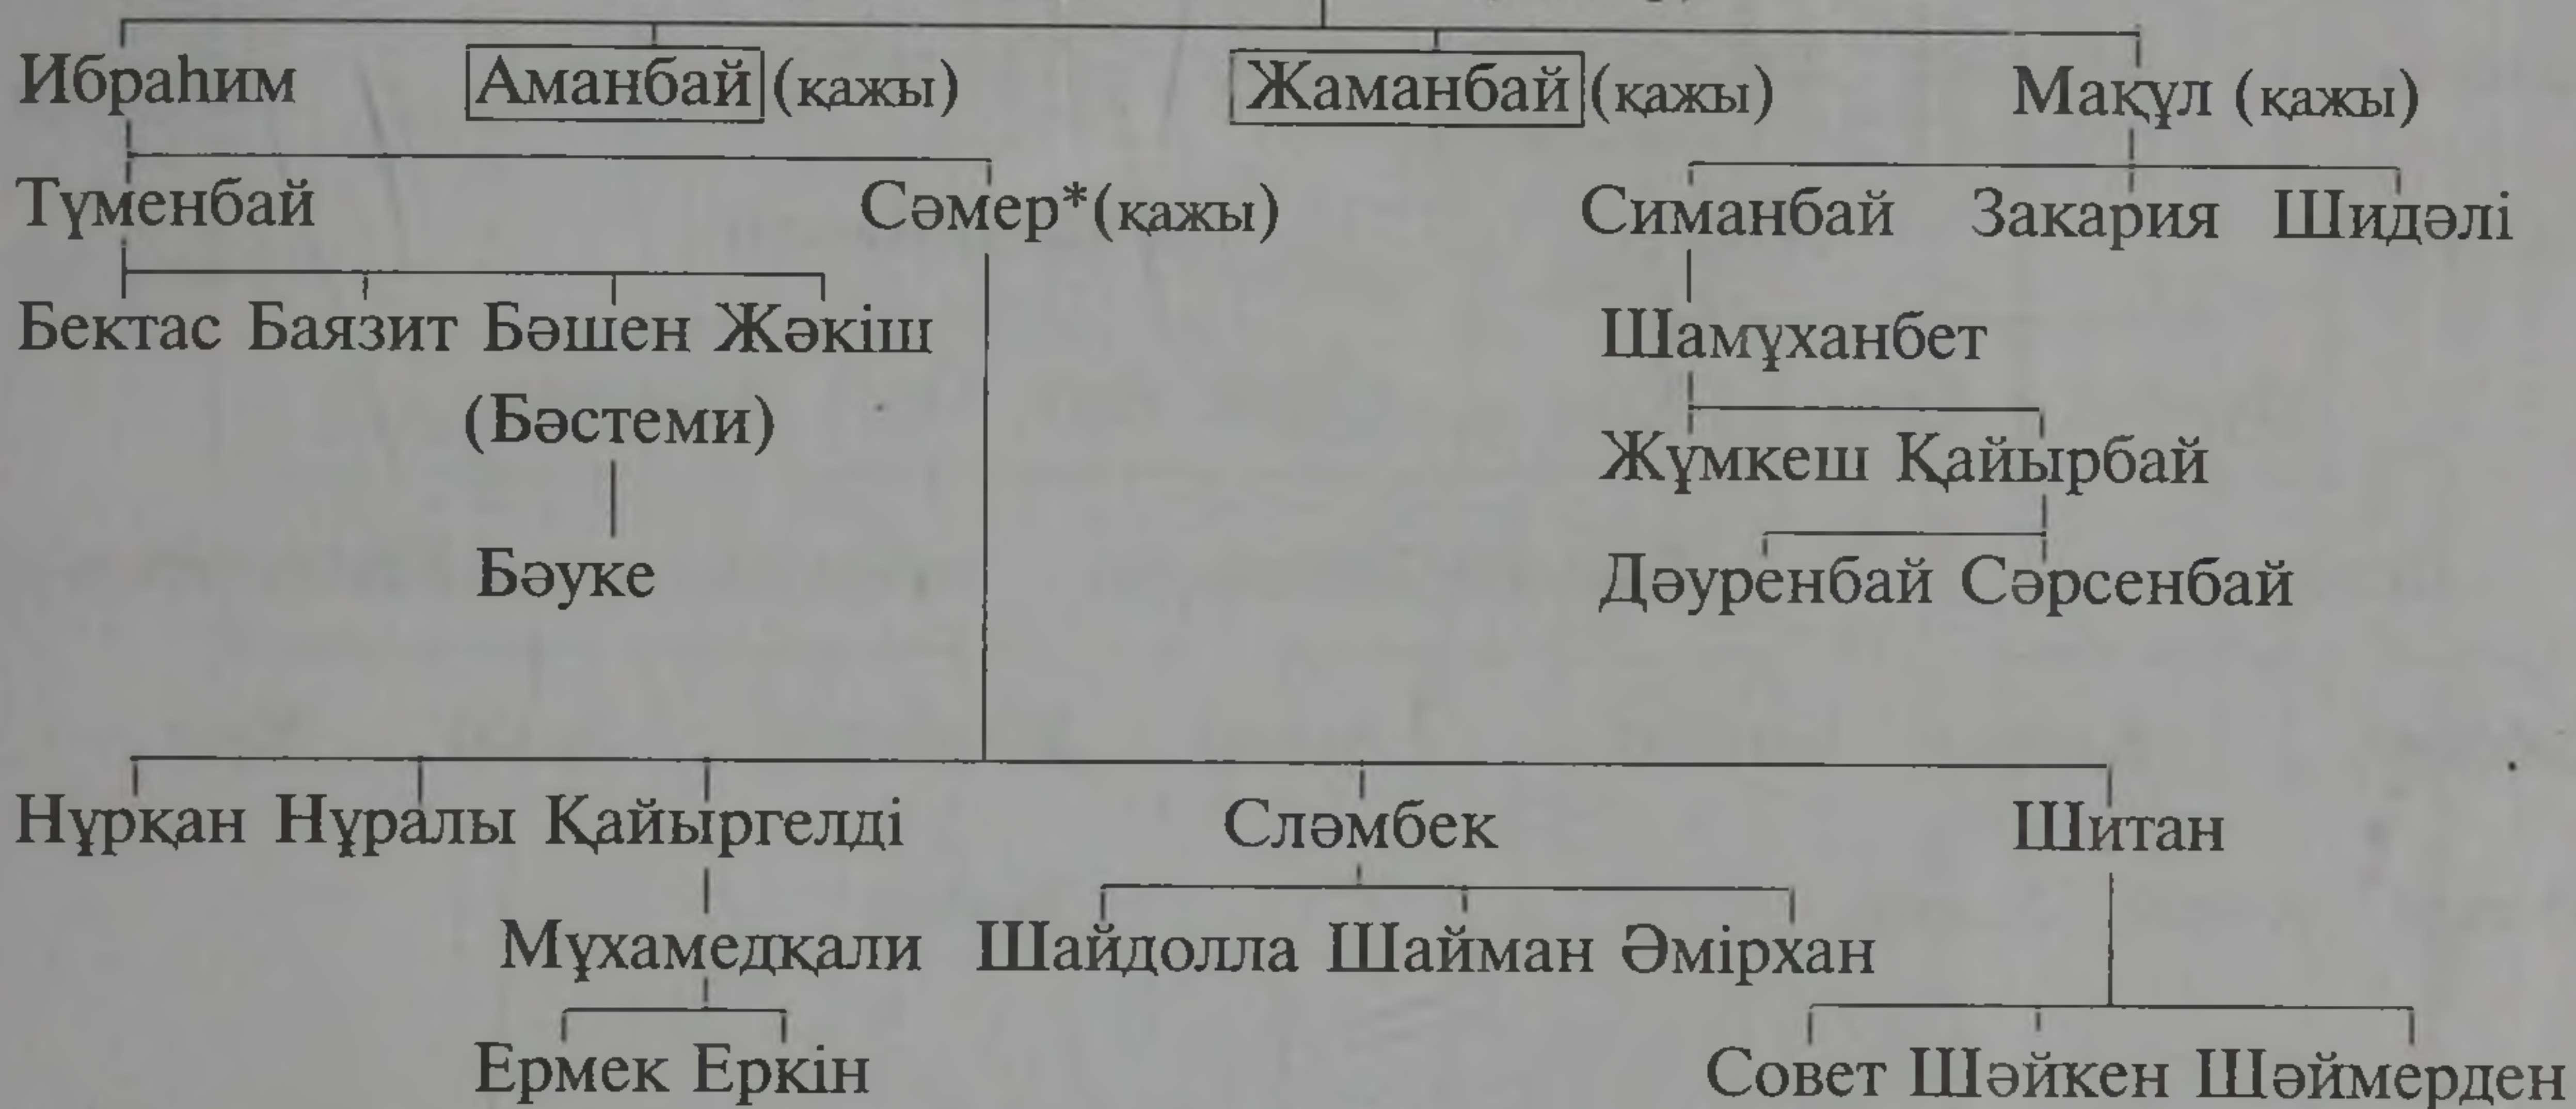 Ибраһим Аманбай (қажы) Жаманбай (қажы) Мақұл (қажы)
Түменбай Сәмер*(қажы) Симанбай Закария Шидәлі
Бектас Баязит Бәшен Жәкіш Шамұханбет
(Бәстеми)
Жұмкеш Қайырбай
Бәуке Дәуренбай Сәрсенбай
Нұрқан Нұралы Қайыргелді Сләмбек Шитан
Мұхамедқали Шайдолла Шайман Әмірхан
Ермек Еркін Совет Шәйкен Шәймерден